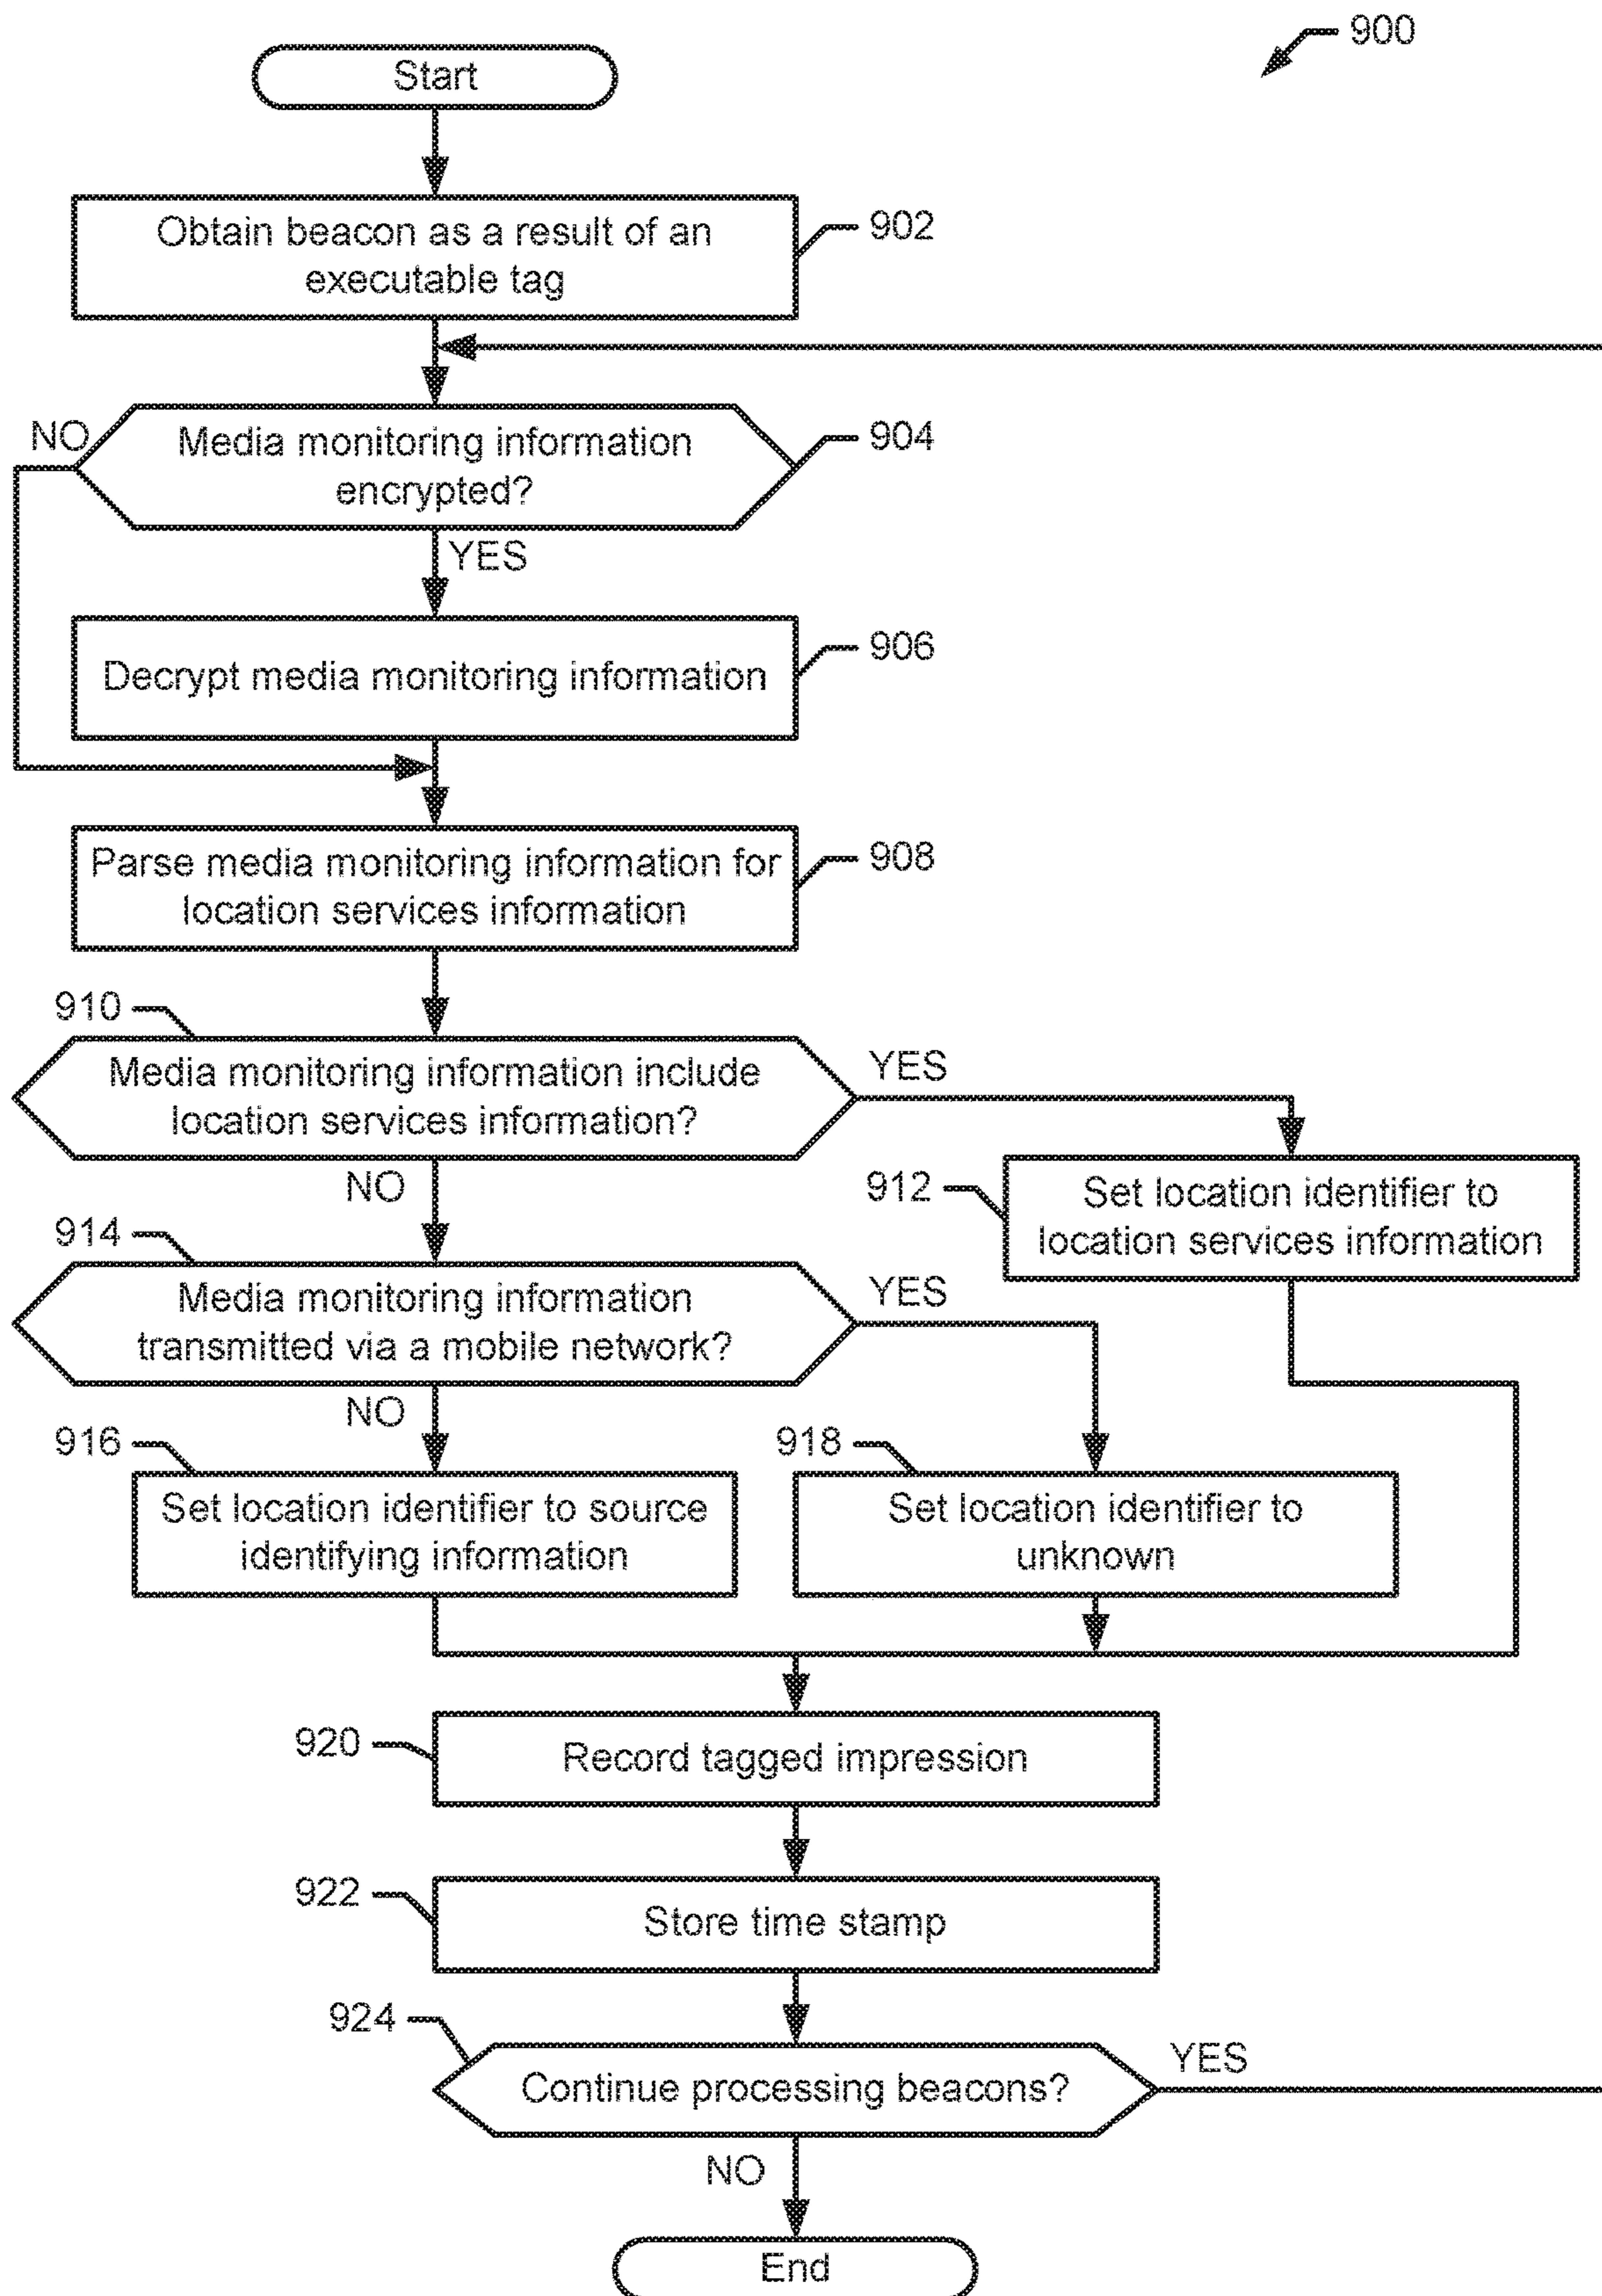 900
Start
Obtain beacon as a result of an
executable tag
902
NO
Media monitoring information
encrypted?
904
YES
Decrypt media monitoring information
906
Parse media monitoring information for
location services information
908
910
Media monitoring information include
location services information?
YES
NO
912
Set location identifier to
location services information
914
Media monitoring information
transmitted via a mobile network?
YES
NO
916
Set location identifier to source
identifying information
918
Set location identifier to
unknown
920
Record tagged impression
922
Store time stamp
924
Continue processing beacons?
YES
NO
End